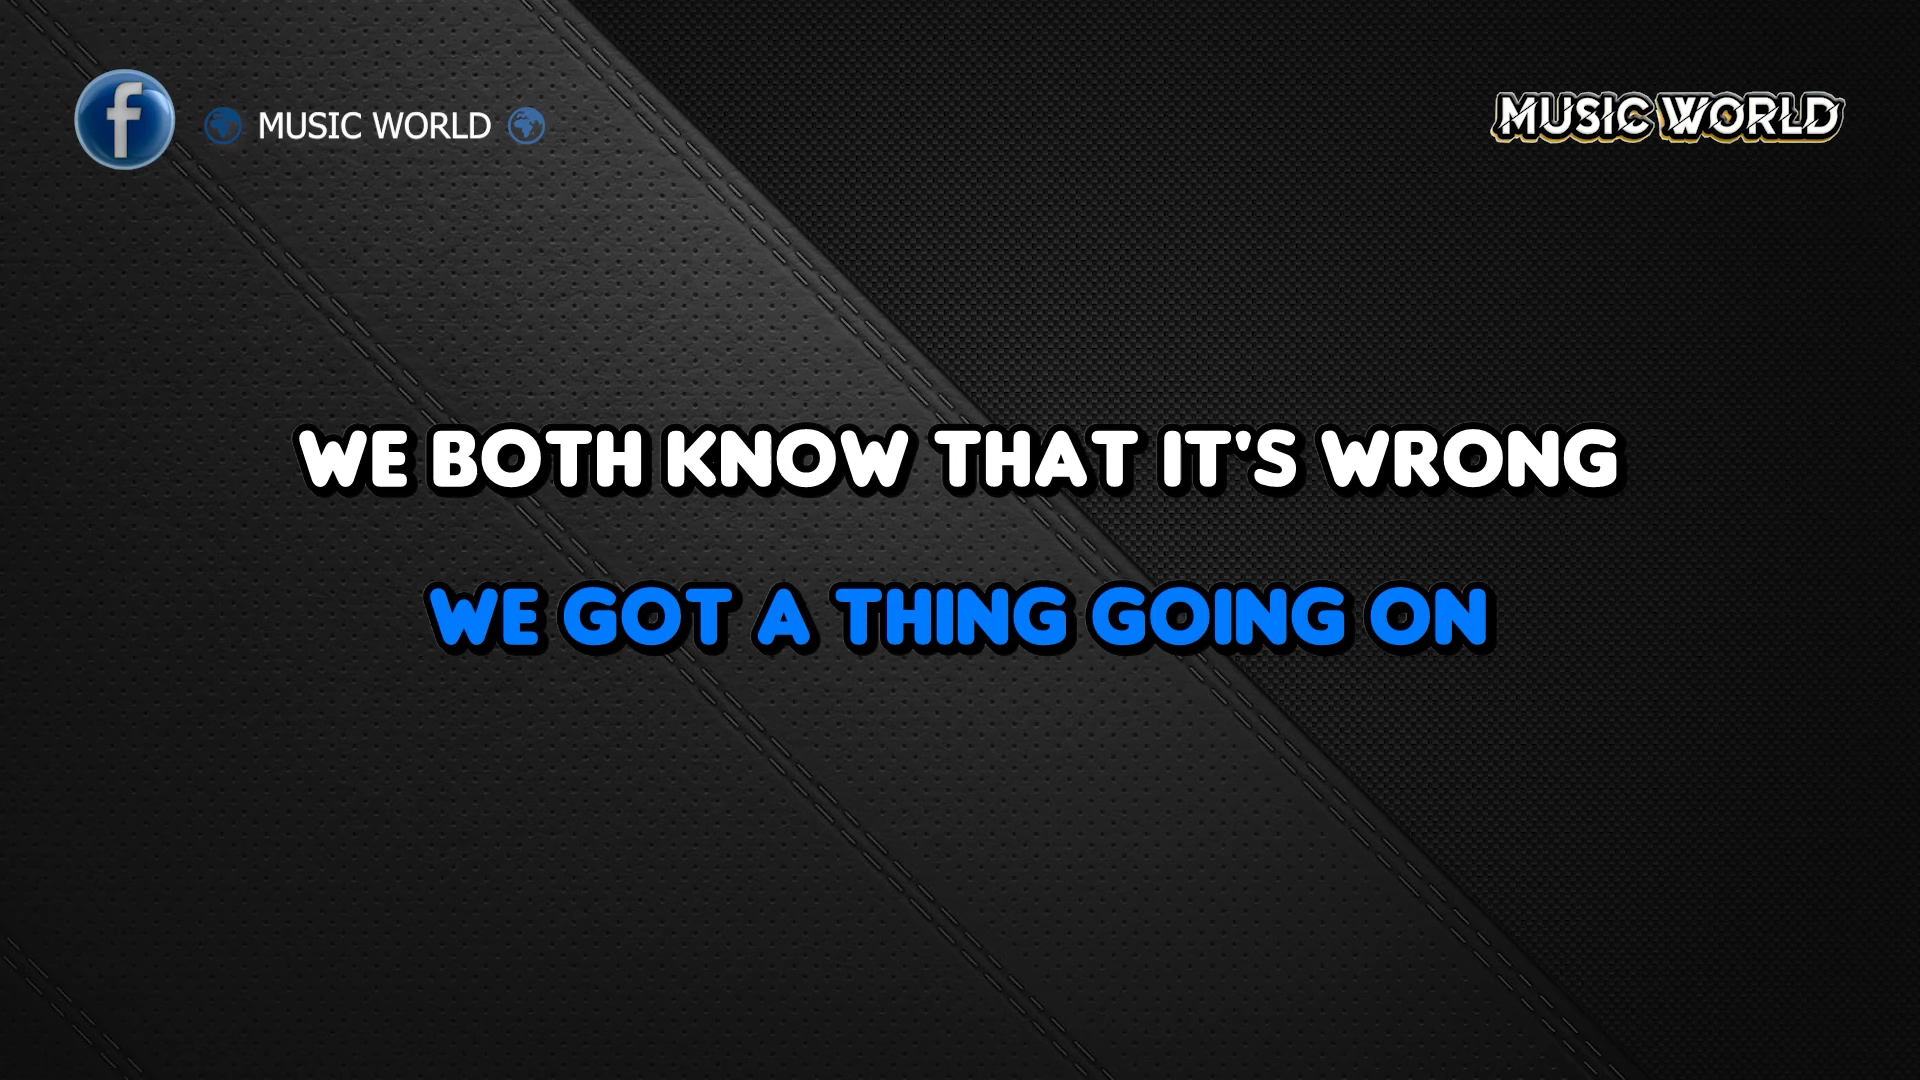 f MUSIC WORLD
MUSIC WORLD
WE BOTH KNOW THAT IT'S WRONG
WE GOT A THING GOING ON